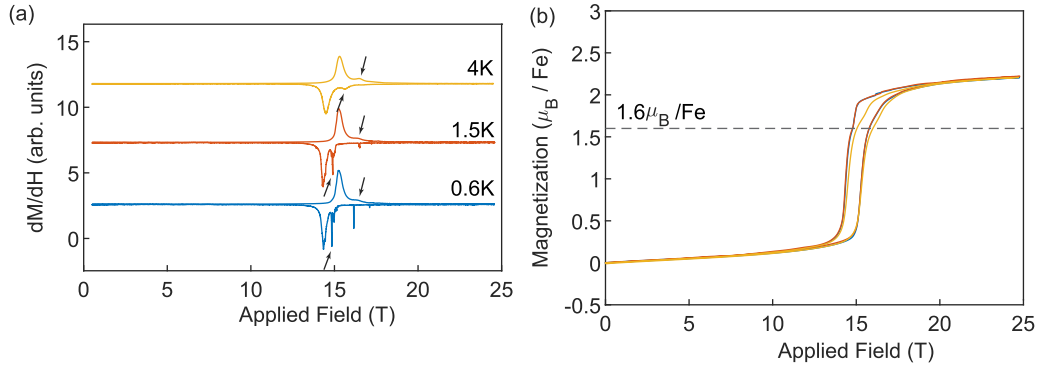 (a)
15
10
5
0
dM/dH (arb. units)
4K
1.5K
0.6K
0 5 10 15 20 25
Applied Field (T)
(b)
3
2.5
2
1.5
1
0.5
0
-0.5
Magnetization (μB / Fe)
1.6μB /Fe
0 5 10 15 20 25
Applied Field (T)